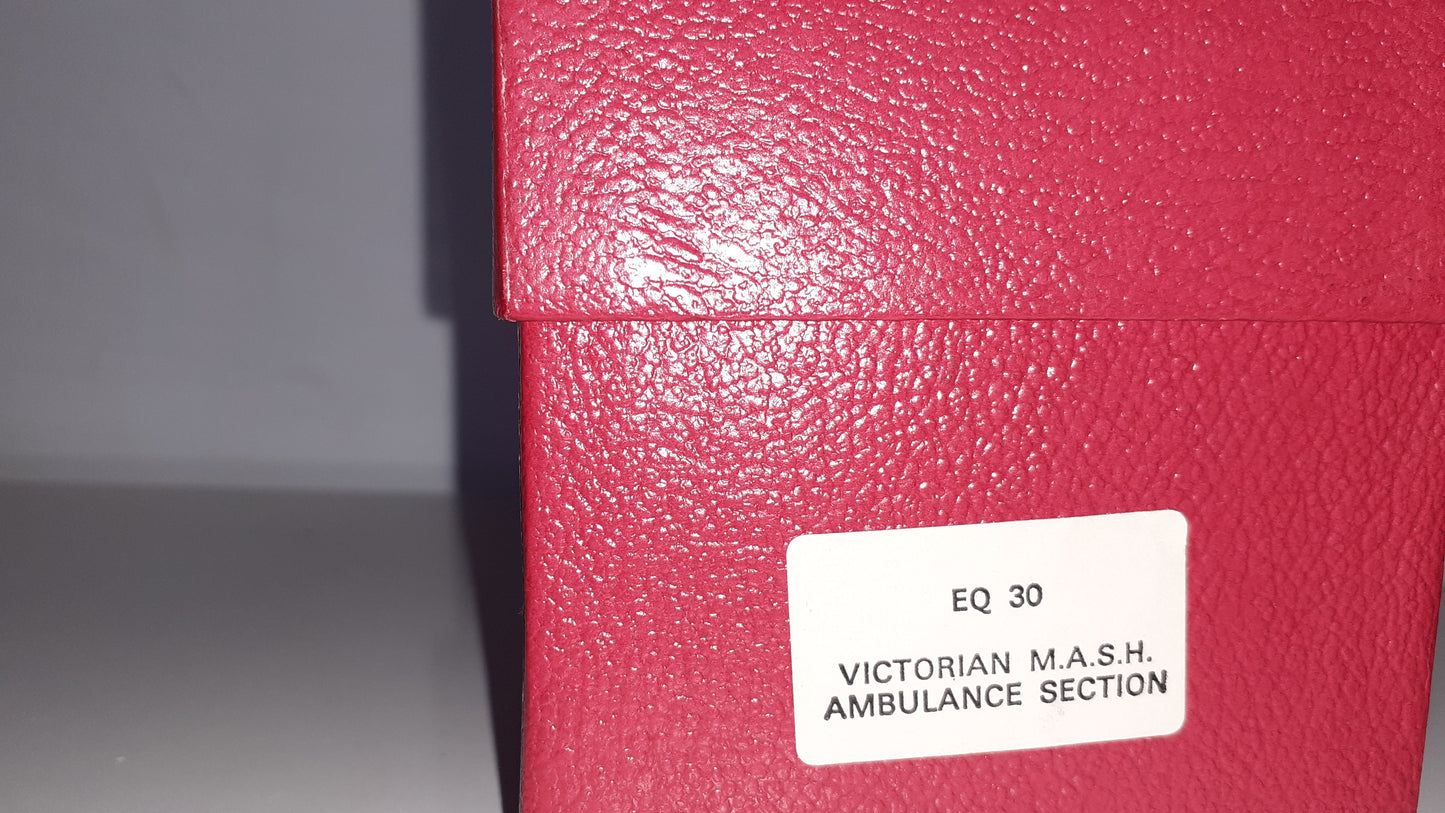 EQ 30
VICTORIAN M.A.S.H.
AMBULANCE SECTION